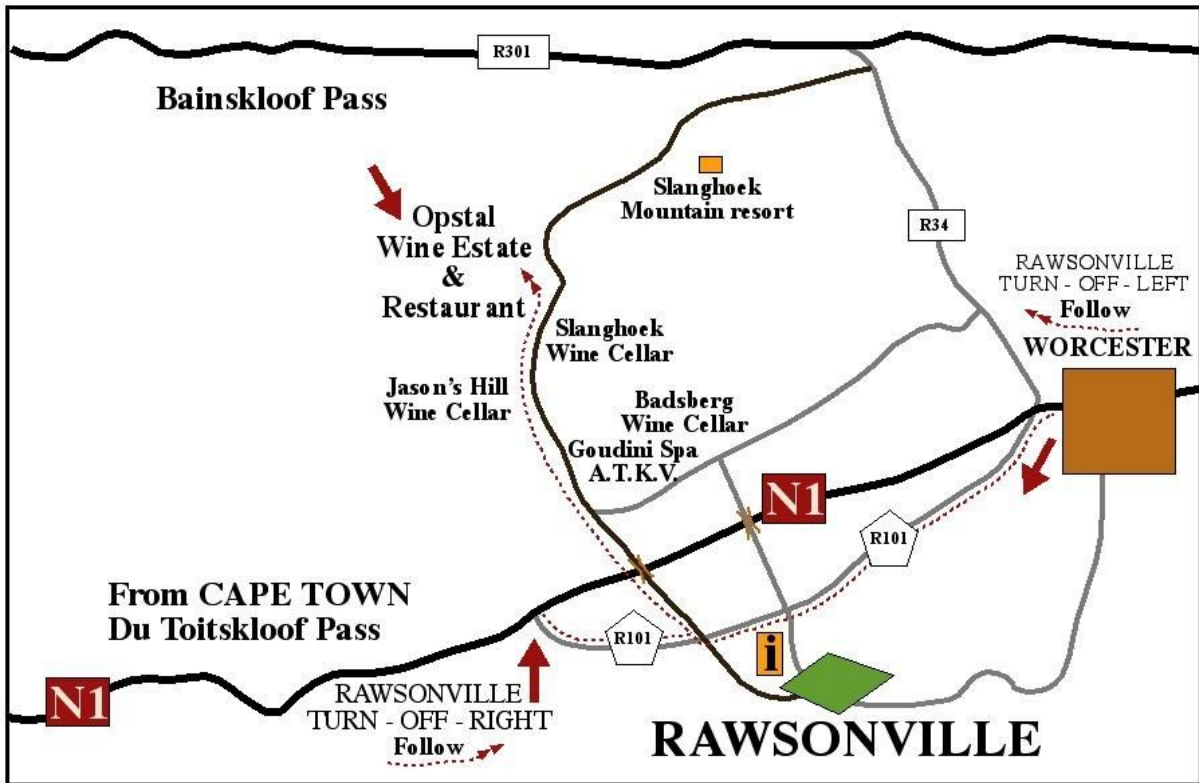 R301
Bainskloof Pass
Slanghoek
Mountain resort
Opstal
Wine Estate
&
Restaurant
R34
RAWSONVILLE
TURN - OFF - LEFT
Follow
WORCESTER
Slanghoek
Wine Cellar
Jason's Hill
Wine Cellar
Badsberg
Wine Cellar
Goudini Spa
A.T.K.V.
N1
R101
From CAPE TOWN
Du Toitskloof Pass
R101
i
N1
RAWSONVILLE
TURN - OFF - RIGHT
Follow
RAWSONVILLE